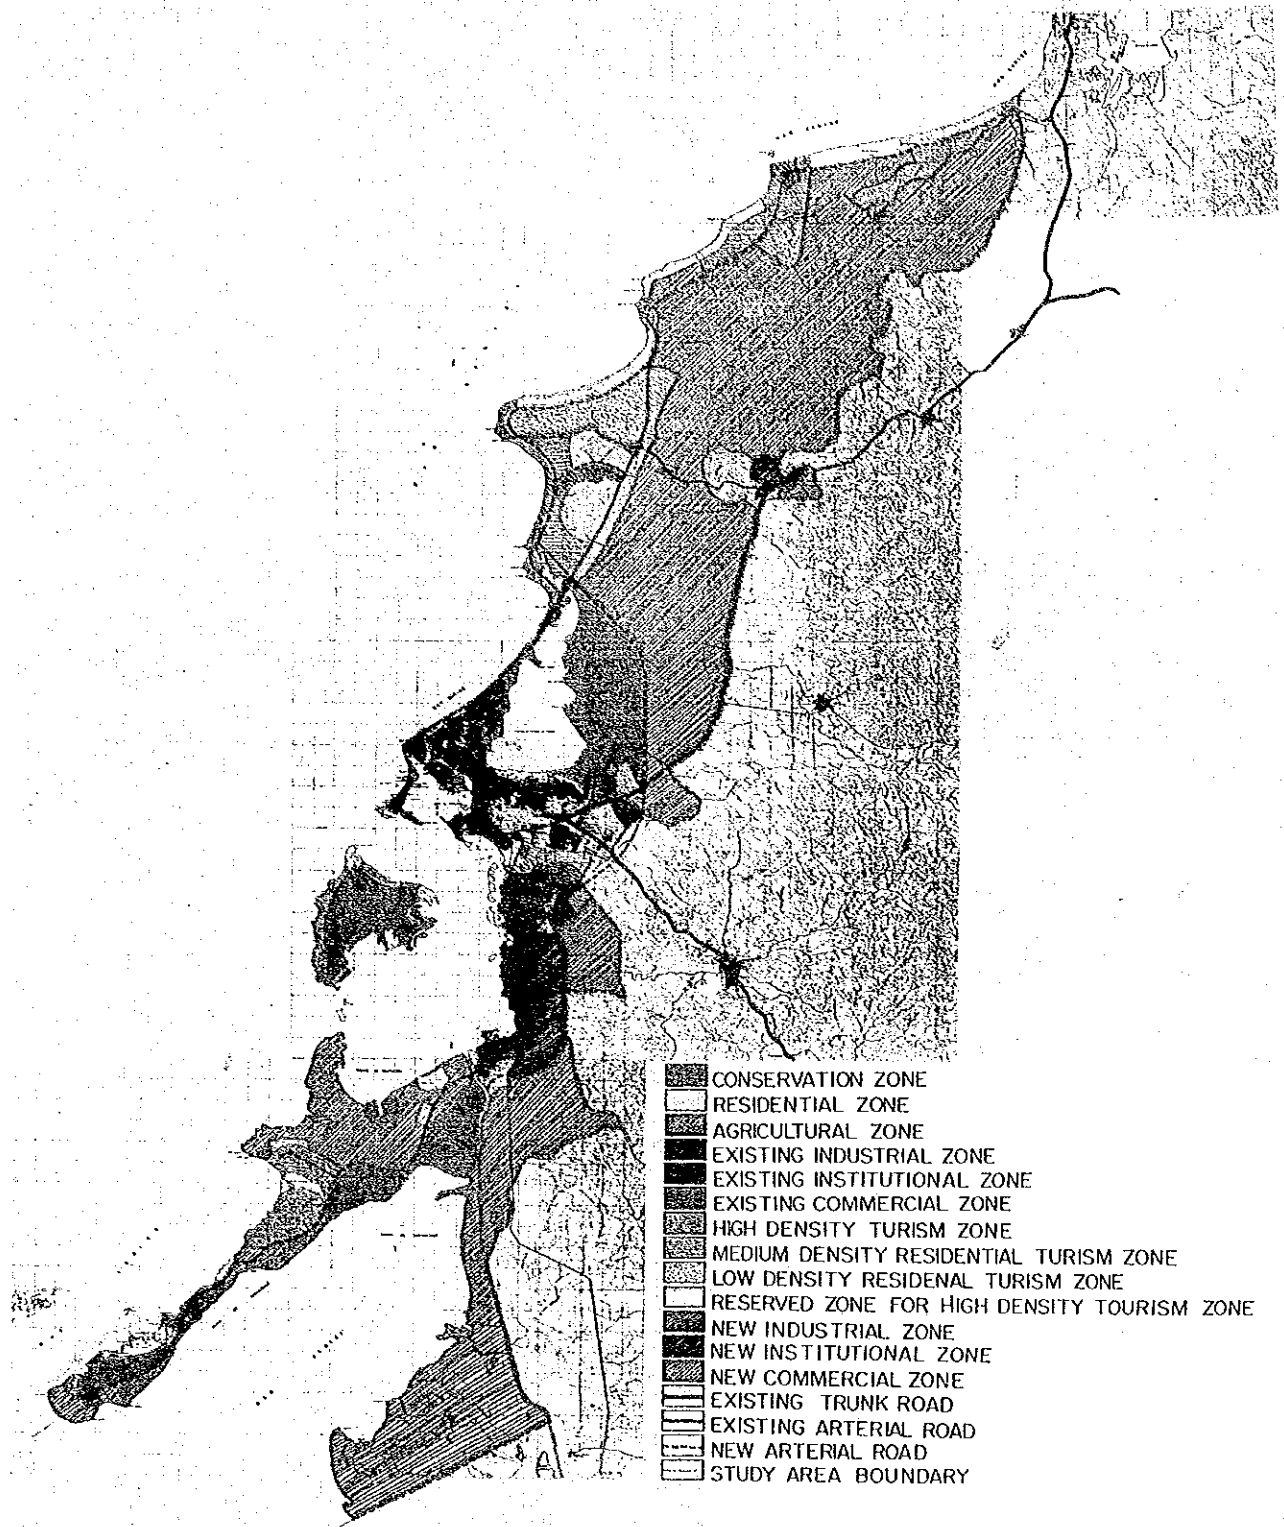 CONSERVATION ZONE
RESIDENTIAL ZONE
AGRICULTURAL ZONE
EXISTING INDUSTRIAL ZONE
EXISTING INSTITUTIONAL ZONE
EXISTING COMMERCIAL ZONE
HIGH DENSITY TURISM ZONE
MEDIUM DENSITY RESIDENTIAL TURISM ZONE
LOW DENSITY RESIDENAL TURISM ZONE
RESERVED ZONE FOR HIGH DENSITY TOURISM ZONE
NEW INDUSTRIAL ZONE
NEW INSTITUTIONAL ZONE
NEW COMMERCIAL ZONE
EXISTING TRUNK ROAD
EXISTING ARTERIAL ROAD
NEW ARTERIAL ROAD
STUDY AREA BOUNDARY